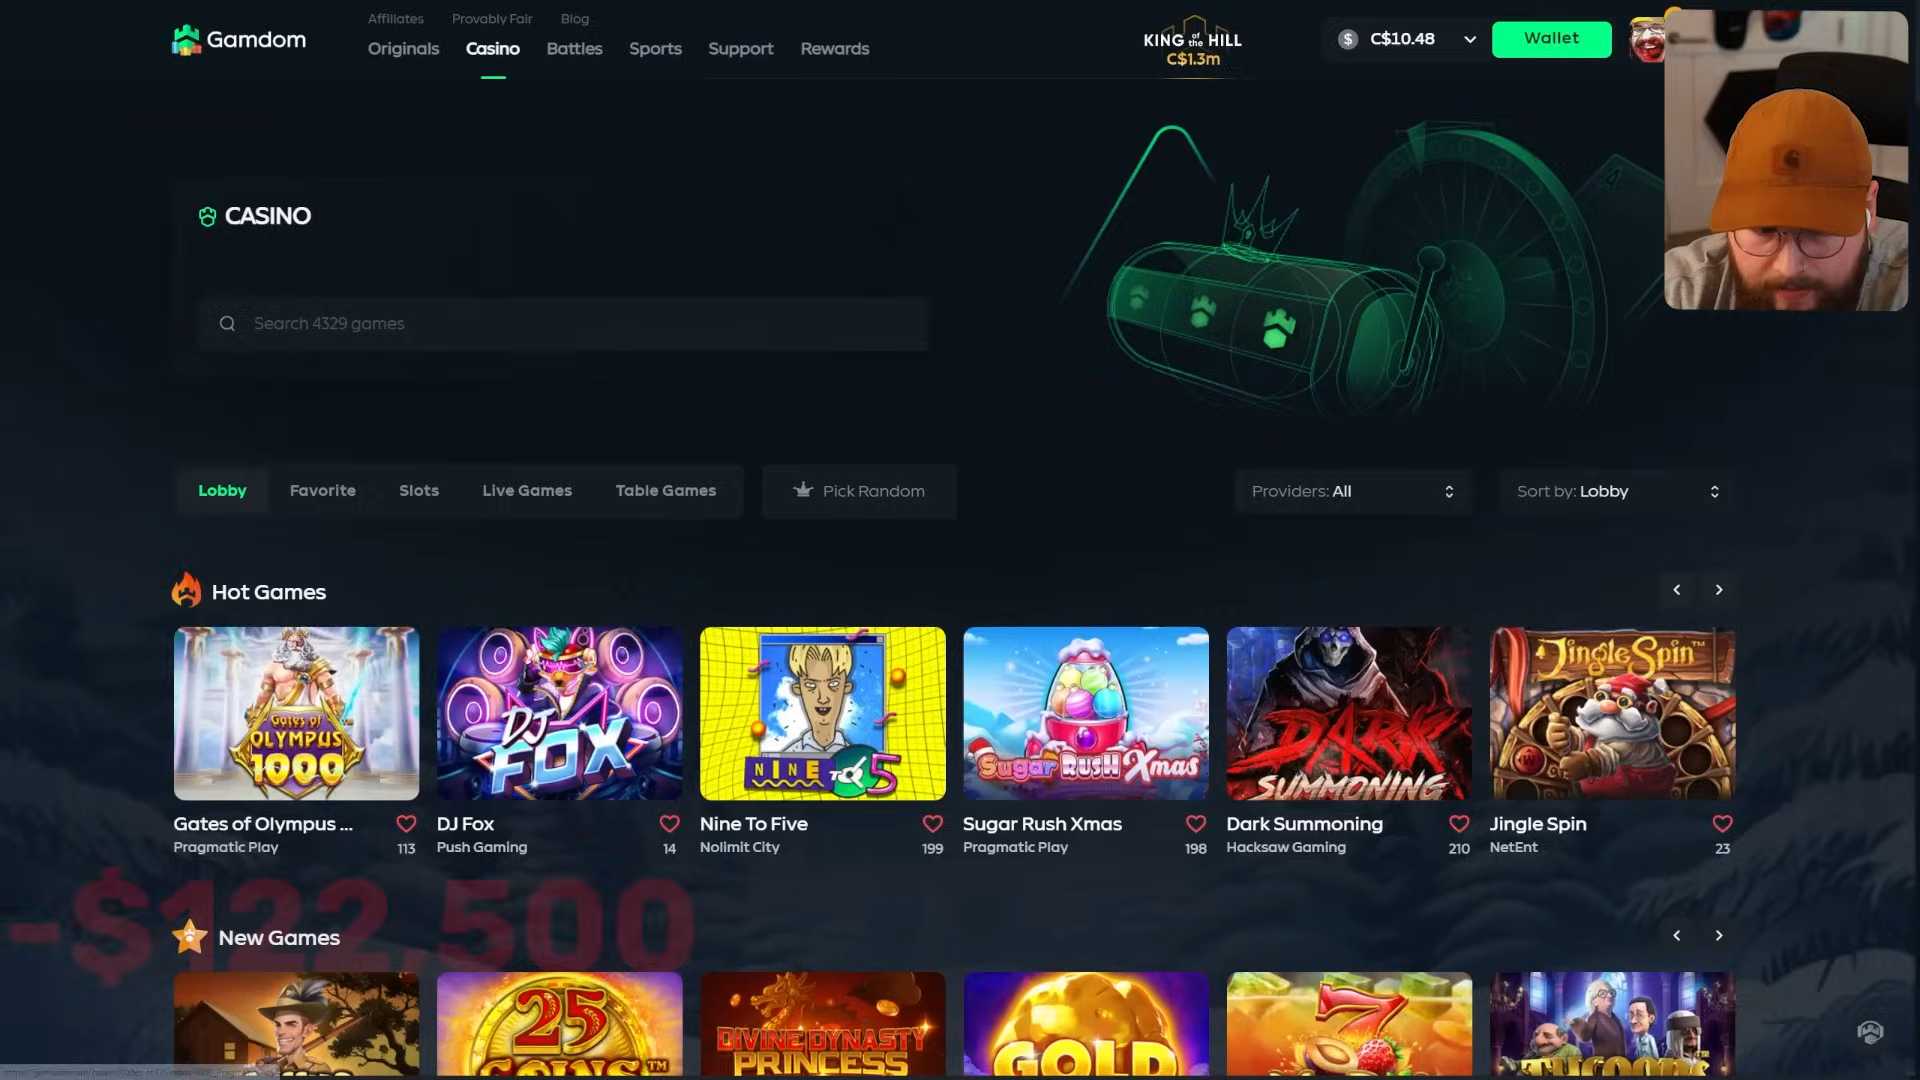 Affiliates Provably Fair Blog
Gamdom
Originals Casino Battles Sports Support Rewards
KING of the HILL
C$1.3m
$ C$10.48
Wallet
CASINO
Search 4329 games
Lobby Favorite Slots Live Games Table Games
Pick Random
Providers: All
Sort by: Lobby
Hot Games
Gates of OLYMPUS 1000
DJ FOX
NINE TO 5
Sugar RUSH Xmas
DARK SUMMONING
Jingle Spin™
Gates of Olympus ...
Pragmatic Play 113
DJ Fox
Push Gaming 14
Nine To Five
Nolimit City 199
Sugar Rush Xmas
Pragmatic Play 198
Dark Summoning
Hacksaw Gaming 210
Jingle Spin
NetEnt 23
-$122,500
New Games
25 COINS™
DIVINE DYNASTY PRINCESS
GOLD
7
TYCOONS